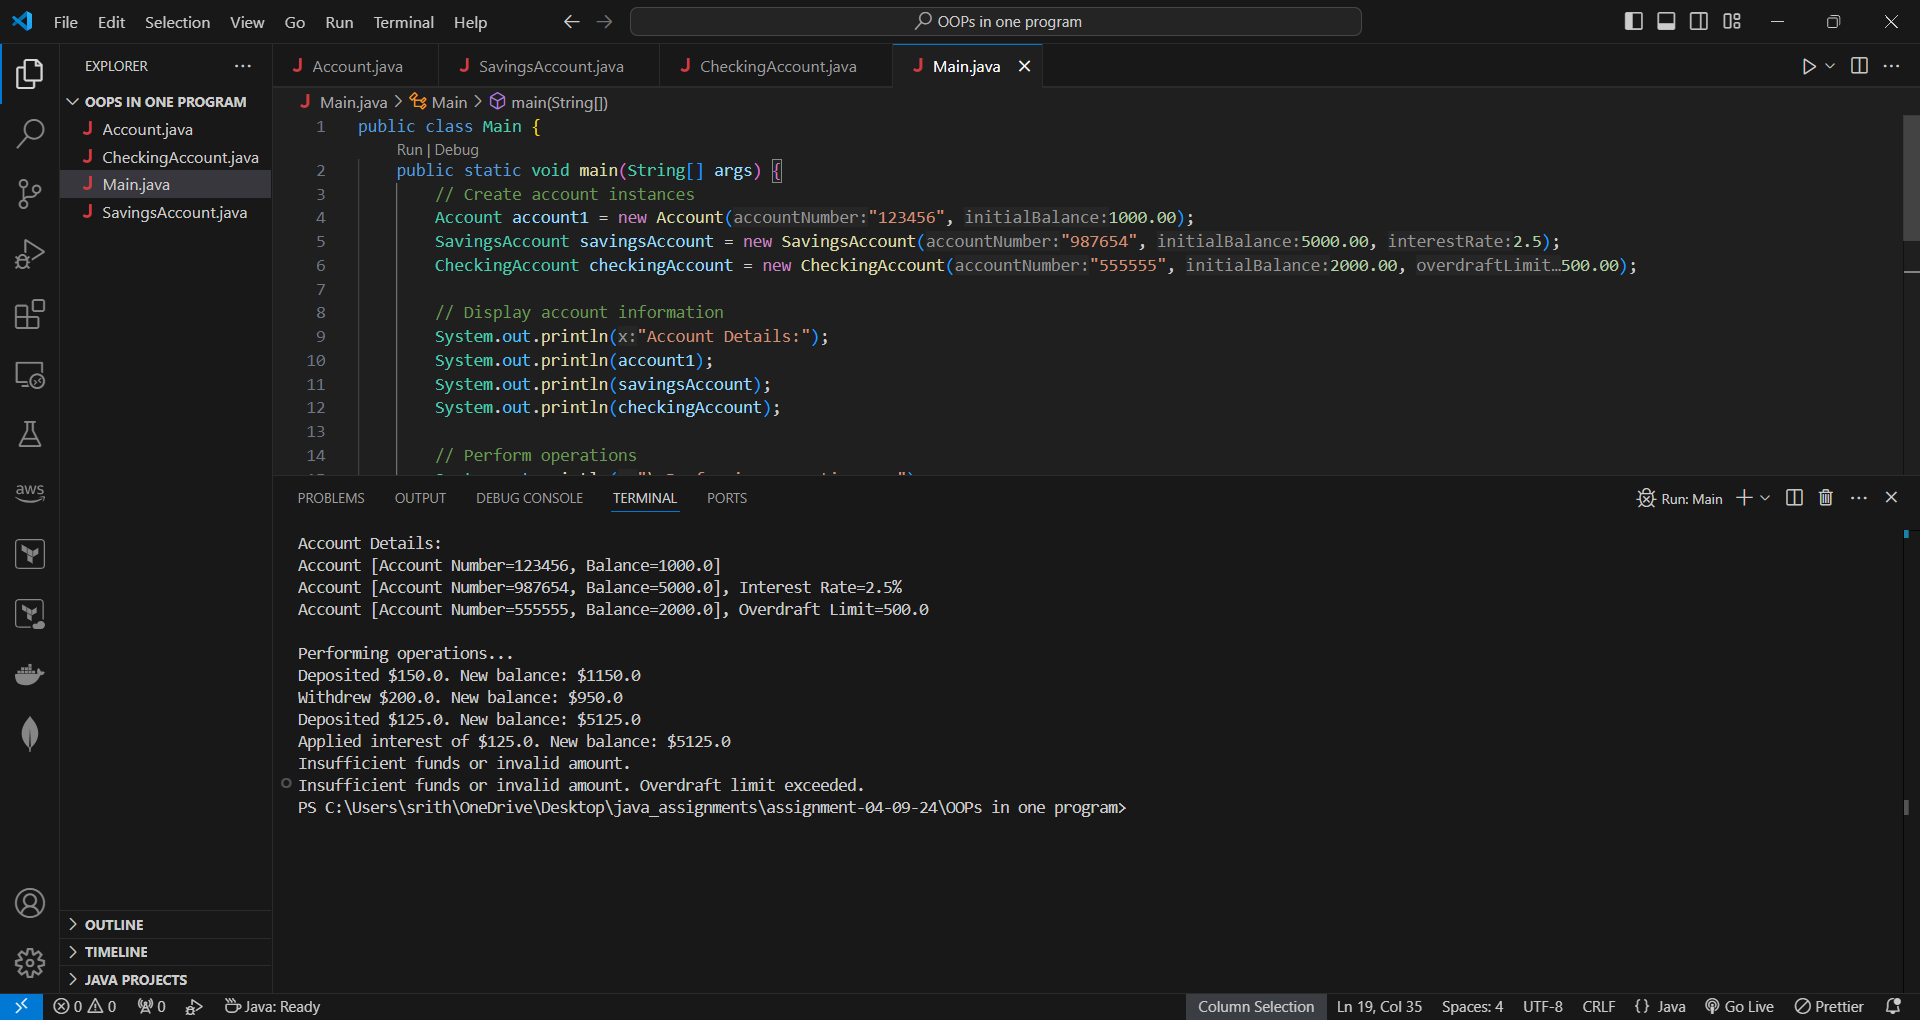 File Edit Selection View Go Run Terminal Help
OOPs in one program
EXPLORER
OOPS IN ONE PROGRAM
Account.java
CheckingAccount.java
Main.java
SavingsAccount.java
OUTLINE
TIMELINE
JAVA PROJECTS
aws
Account.java SavingsAccount.java CheckingAccount.java Main.java
Main.java > Main > main(String[])
1 public class Main {
Run | Debug
2 public static void main(String[] args) {
3 // Create account instances
4 Account account1 = new Account(accountNumber:"123456", initialBalance:1000.00);
5 SavingsAccount savingsAccount = new SavingsAccount(accountNumber:"987654", initialBalance:5000.00, interestRate:2.5);
6 CheckingAccount checkingAccount = new CheckingAccount(accountNumber:"555555", initialBalance:2000.00, overdraftLimit…500.00);
7
8 // Display account information
9 System.out.println(x:"Account Details:");
10 System.out.println(account1);
11 System.out.println(savingsAccount);
12 System.out.println(checkingAccount);
13
14 // Perform operations
PROBLEMS OUTPUT DEBUG CONSOLE TERMINAL PORTS
Run: Main
Account Details:
Account [Account Number=123456, Balance=1000.0]
Account [Account Number=987654, Balance=5000.0], Interest Rate=2.5%
Account [Account Number=555555, Balance=2000.0], Overdraft Limit=500.0
Performing operations...
Deposited $150.0. New balance: $1150.0
Withdrew $200.0. New balance: $950.0
Deposited $125.0. New balance: $5125.0
Applied interest of $125.0. New balance: $5125.0
Insufficient funds or invalid amount.
Insufficient funds or invalid amount. Overdraft limit exceeded.
PS C:\Users\srith\OneDrive\Desktop\java_assignments\assignment-04-09-24\OOPs in one program>
0 0 0 Java: Ready Column Selection Ln 19, Col 35 Spaces: 4 UTF-8 CRLF {} Java Go Live Prettier